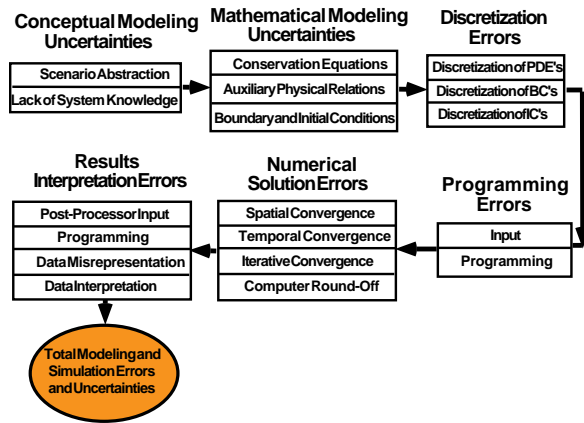 Conceptual Modeling
Uncertainties
Scenario Abstraction
Lack of System Knowledge
Mathematical Modeling
Uncertainties
Conservation Equations
Auxiliary Physical Relations
Boundary and Initial Conditions
Discretization
Errors
Discretization of PDE's
Discretization of BC's
Discretization of IC's
Programming
Errors
Input
Programming
Numerical
Solution Errors
Spatial Convergence
Temporal Convergence
Iterative Convergence
Computer Round-Off
Results
Interpretation Errors
Post-Processor Input
Programming
Data Misrepresentation
Data Interpretation
Total Modeling and
Simulation Errors
and Uncertainties